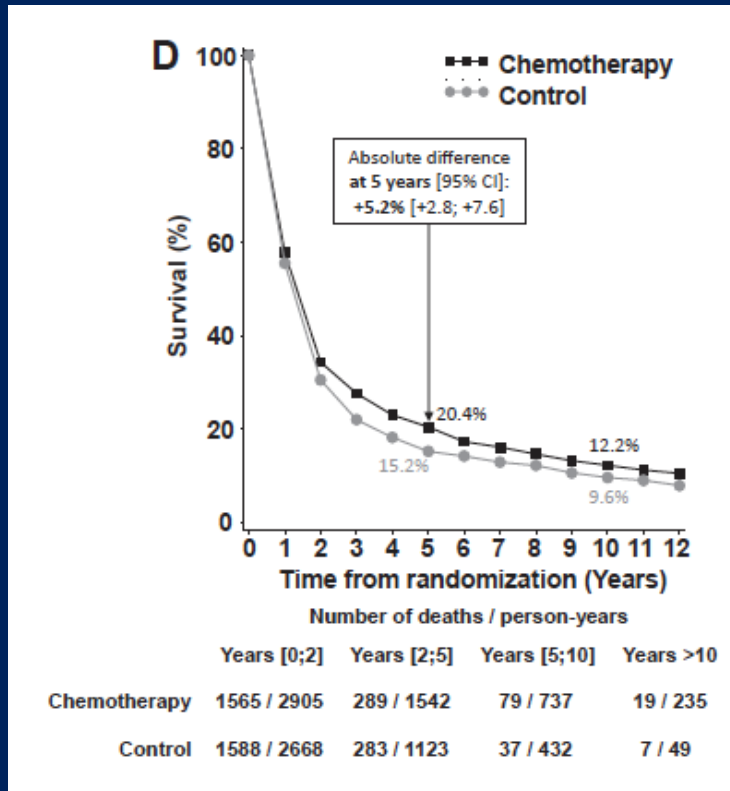 D
Chemotherapy
Control
100
80
60
40
20
0
Survival (%)
Absolute difference
at 5 years [95% CI]:
+5.2% [+2.8; +7.6]
20.4%
15.2%
12.2%
9.6%
0 1 2 3 4 5 6 7 8 9 10 11 12
Time from randomization (Years)
Number of deaths / person-years
Years [0;2] Years [2;5] Years [5;10] Years >10
Chemotherapy 1565 / 2905 289 / 1542 79 / 737 19 / 235
Control 1588 / 2668 283 / 1123 37 / 432 7 / 49